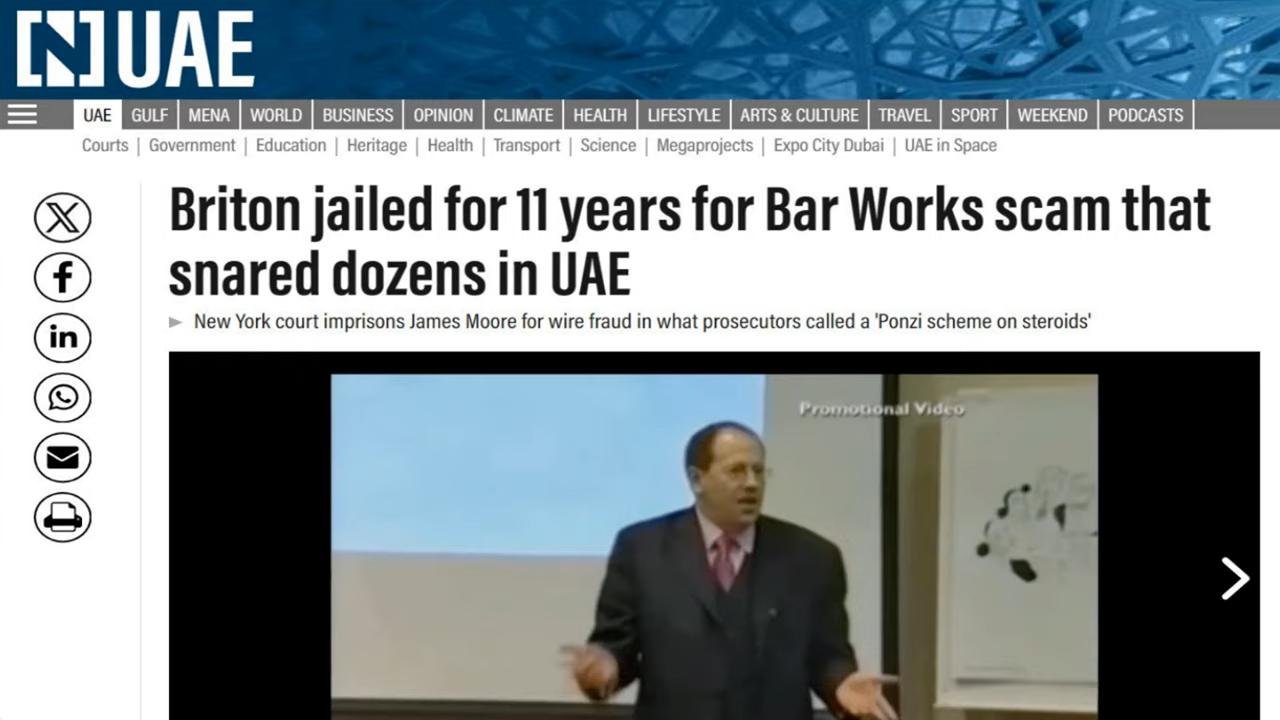 [N]UAE
UAE GULF MENA WORLD BUSINESS OPINION CLIMATE HEALTH LIFESTYLE ARTS & CULTURE TRAVEL SPORT WEEKEND PODCASTS
Courts | Government | Education | Heritage | Health | Transport | Science | Megaprojects | Expo City Dubai | UAE in Space
Briton jailed for 11 years for Bar Works scam that
snared dozens in UAE
New York court imprisons James Moore for wire fraud in what prosecutors called a 'Ponzi scheme on steroids'
Promotional Video